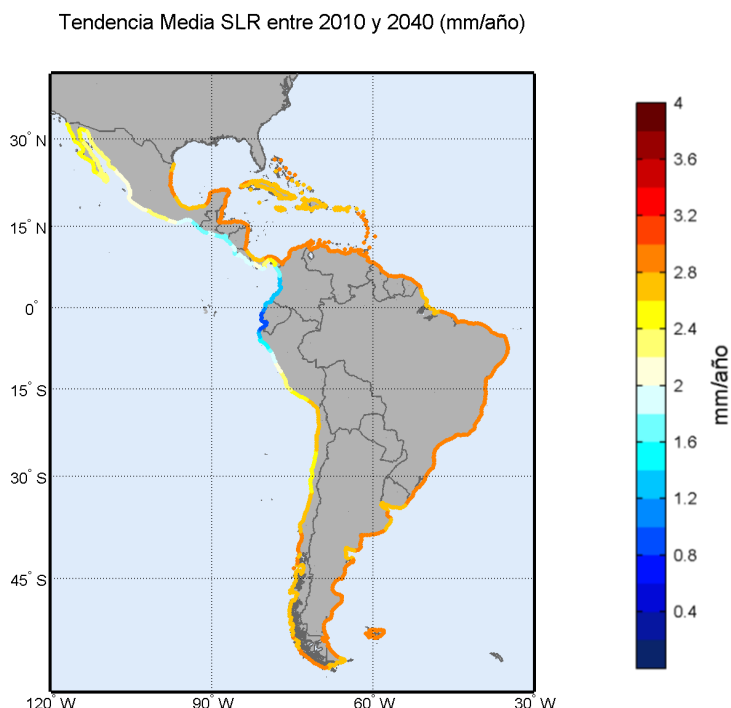 Tendencia Media SLR entre 2010 y 2040 (mm/año)
30° N
15° N
0°
15° S
30° S
45° S
120° W
90° W
60° W
30° W
4
3.6
3.2
2.8
2.4
2
1.6
1.2
0.8
0.4
mm/año